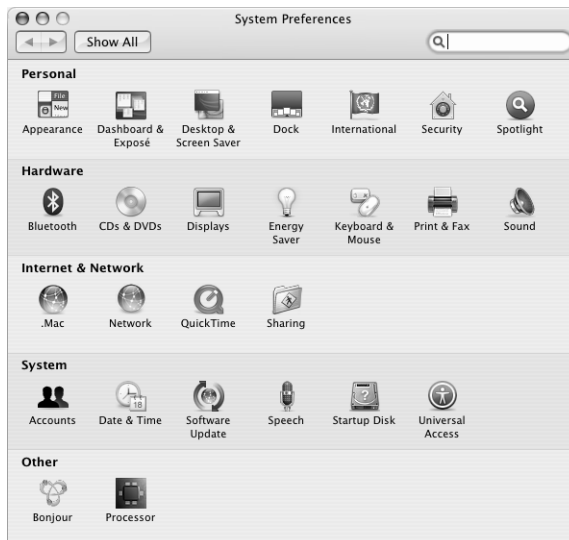 System Preferences
Show All
Personal
File
New
Appearance Dashboard & Exposé Desktop & Screen Saver Dock International Security Spotlight
Hardware
Bluetooth CDs & DVDs Displays Energy Saver Keyboard & Mouse Print & Fax Sound
Internet & Network
.Mac Network QuickTime Sharing
System
18
?
Accounts Date & Time Software Update Speech Startup Disk Universal Access
Other
Bonjour Processor